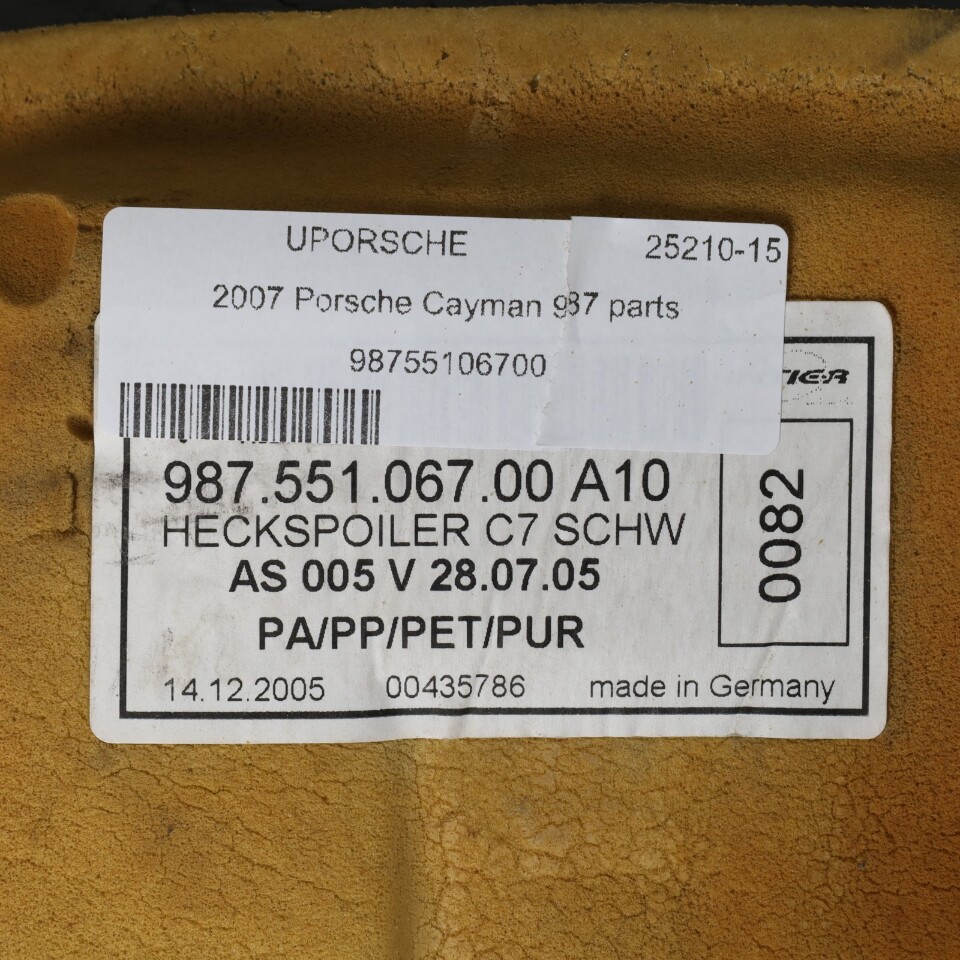 UPORSCHE 25210-15
2007 Porsche Cayman 987 parts
98755106700
987.551.067.00 A10
HECKSPOILER C7 SCHW
AS 005 V 28.07.05
PA/PP/PET/PUR
14.12.2005 00435786 made in Germany
0082